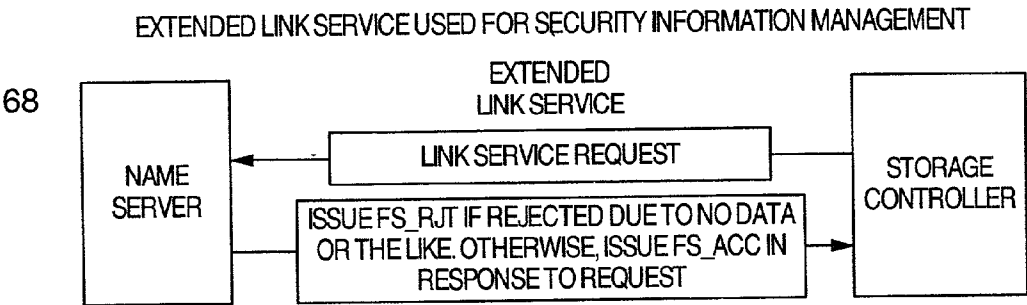 EXTENDED LINK SERVICE USED FOR SECURITY INFORMATION MANAGEMENT
68
EXTENDED
LINK SERVICE
LINK SERVICE REQUEST
NAME
SERVER
STORAGE
CONTROLLER
ISSUE FS_RJT IF REJECTED DUE TO NO DATA
OR THE LIKE. OTHERWISE, ISSUE FS_ACC IN
RESPONSE TO REQUEST